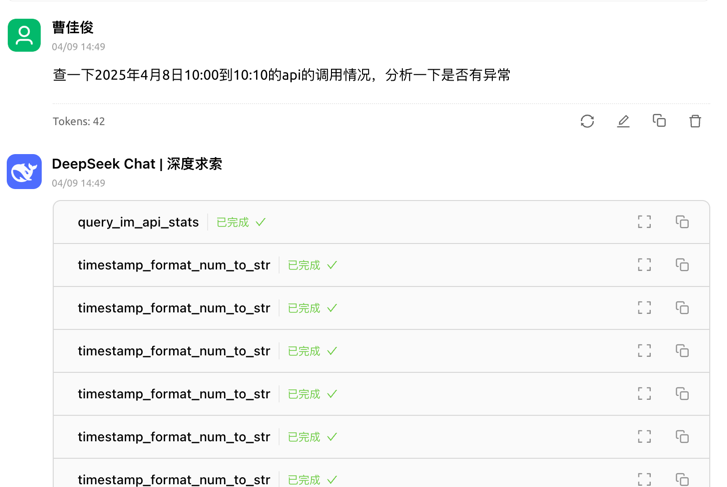 曹佳俊
04/09 14:49
查一下2025年4月8日10:00到10:10的api的调用情况，分析一下是否有异常
Tokens: 42
DeepSeek Chat | 深度求索
04/09 14:49
query_im_api_stats 已完成
timestamp_format_num_to_str 已完成
timestamp_format_num_to_str 已完成
timestamp_format_num_to_str 已完成
timestamp_format_num_to_str 已完成
timestamp_format_num_to_str 已完成
timestamp_format_num_to_str 已完成